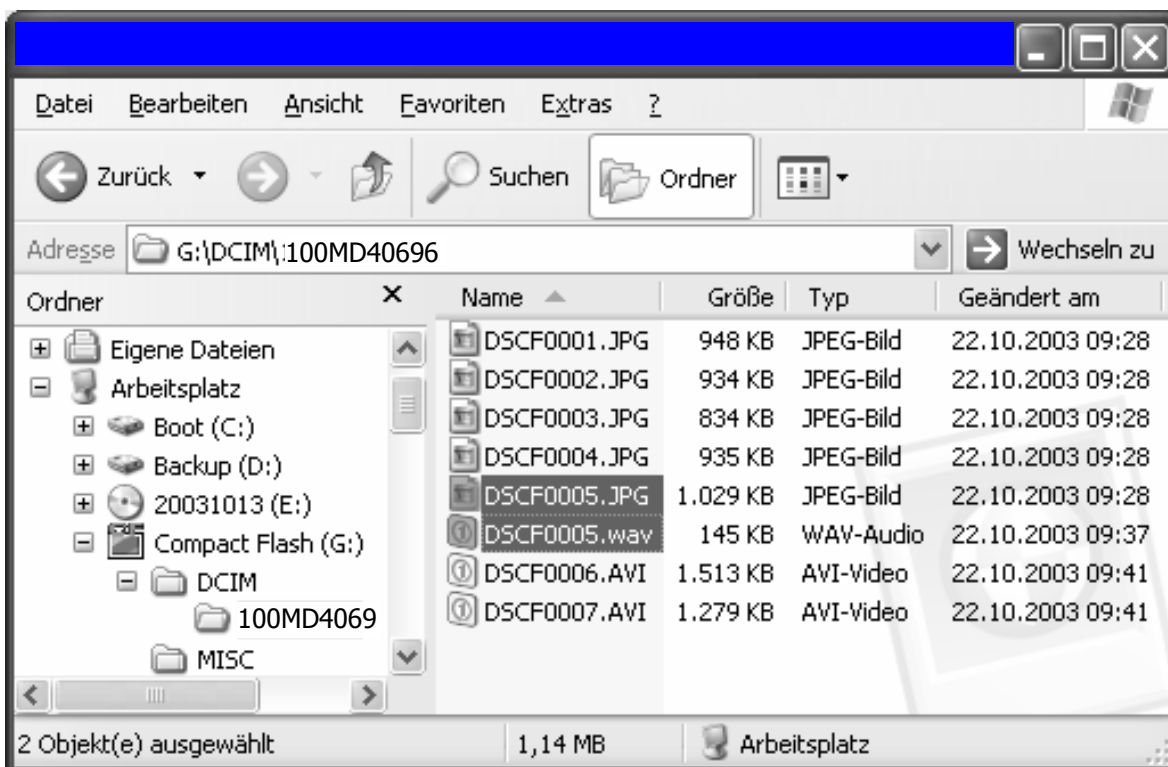 Datei Bearbeiten Ansicht Favoriten Extras ?
Zurück Suchen Ordner
Adresse G:\DCIM\100MD40696 Wechseln zu
Ordner × Name Größe Typ Geändert am
Eigene Dateien
Arbeitsplatz
Boot (C:)
Backup (D:)
20031013 (E:)
Compact Flash (G:)
DCIM
100MD4069
MISC
DSCF0001.JPG 948 KB JPEG-Bild 22.10.2003 09:28
DSCF0002.JPG 934 KB JPEG-Bild 22.10.2003 09:28
DSCF0003.JPG 834 KB JPEG-Bild 22.10.2003 09:28
DSCF0004.JPG 935 KB JPEG-Bild 22.10.2003 09:28
DSCF0005.JPG 1.029 KB JPEG-Bild 22.10.2003 09:28
DSCF0005.wav 145 KB WAV-Audio 22.10.2003 09:37
DSCF0006.AVI 1.513 KB AVI-Video 22.10.2003 09:41
DSCF0007.AVI 1.279 KB AVI-Video 22.10.2003 09:41
2 Objekt(e) ausgewählt 1,14 MB Arbeitsplatz